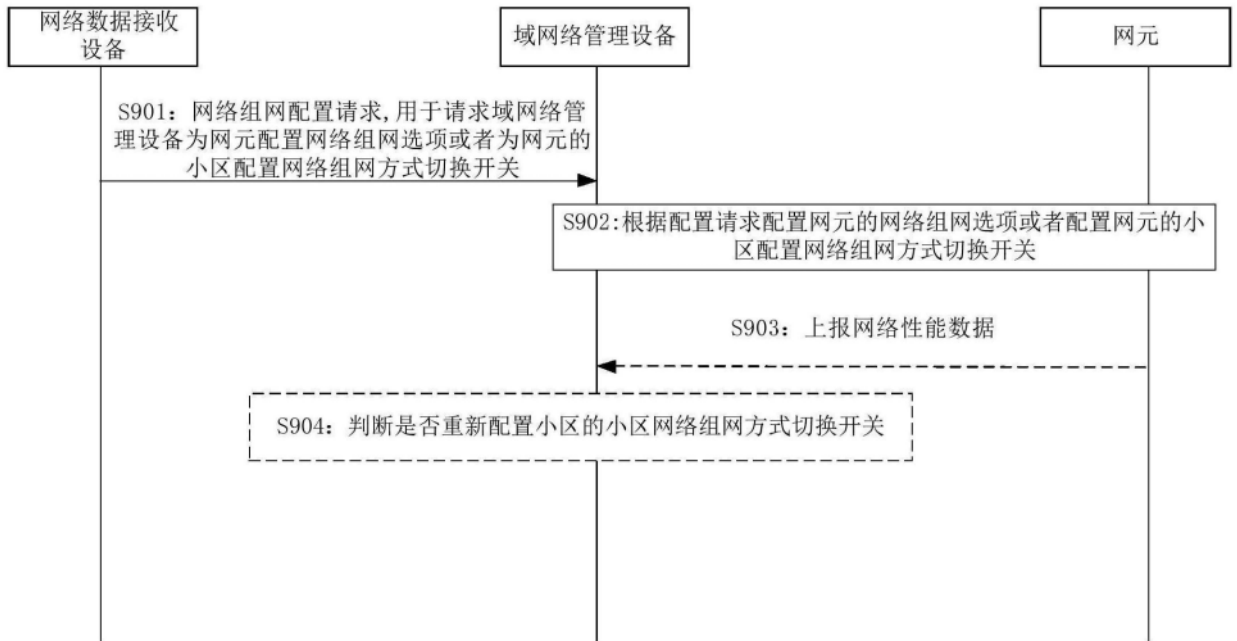 网络数据接收
设备
域网络管理设备
网元
S901：网络组网配置请求,用于请求域网络管
理设备为网元配置网络组网选项或者为网元的
小区配置网络组网方式切换开关
S902:根据配置请求配置网元的网络组网选项或者配置网元的小
区配置网络组网方式切换开关
S903：上报网络性能数据
S904：判断是否重新配置小区的小区网络组网方式切换开关